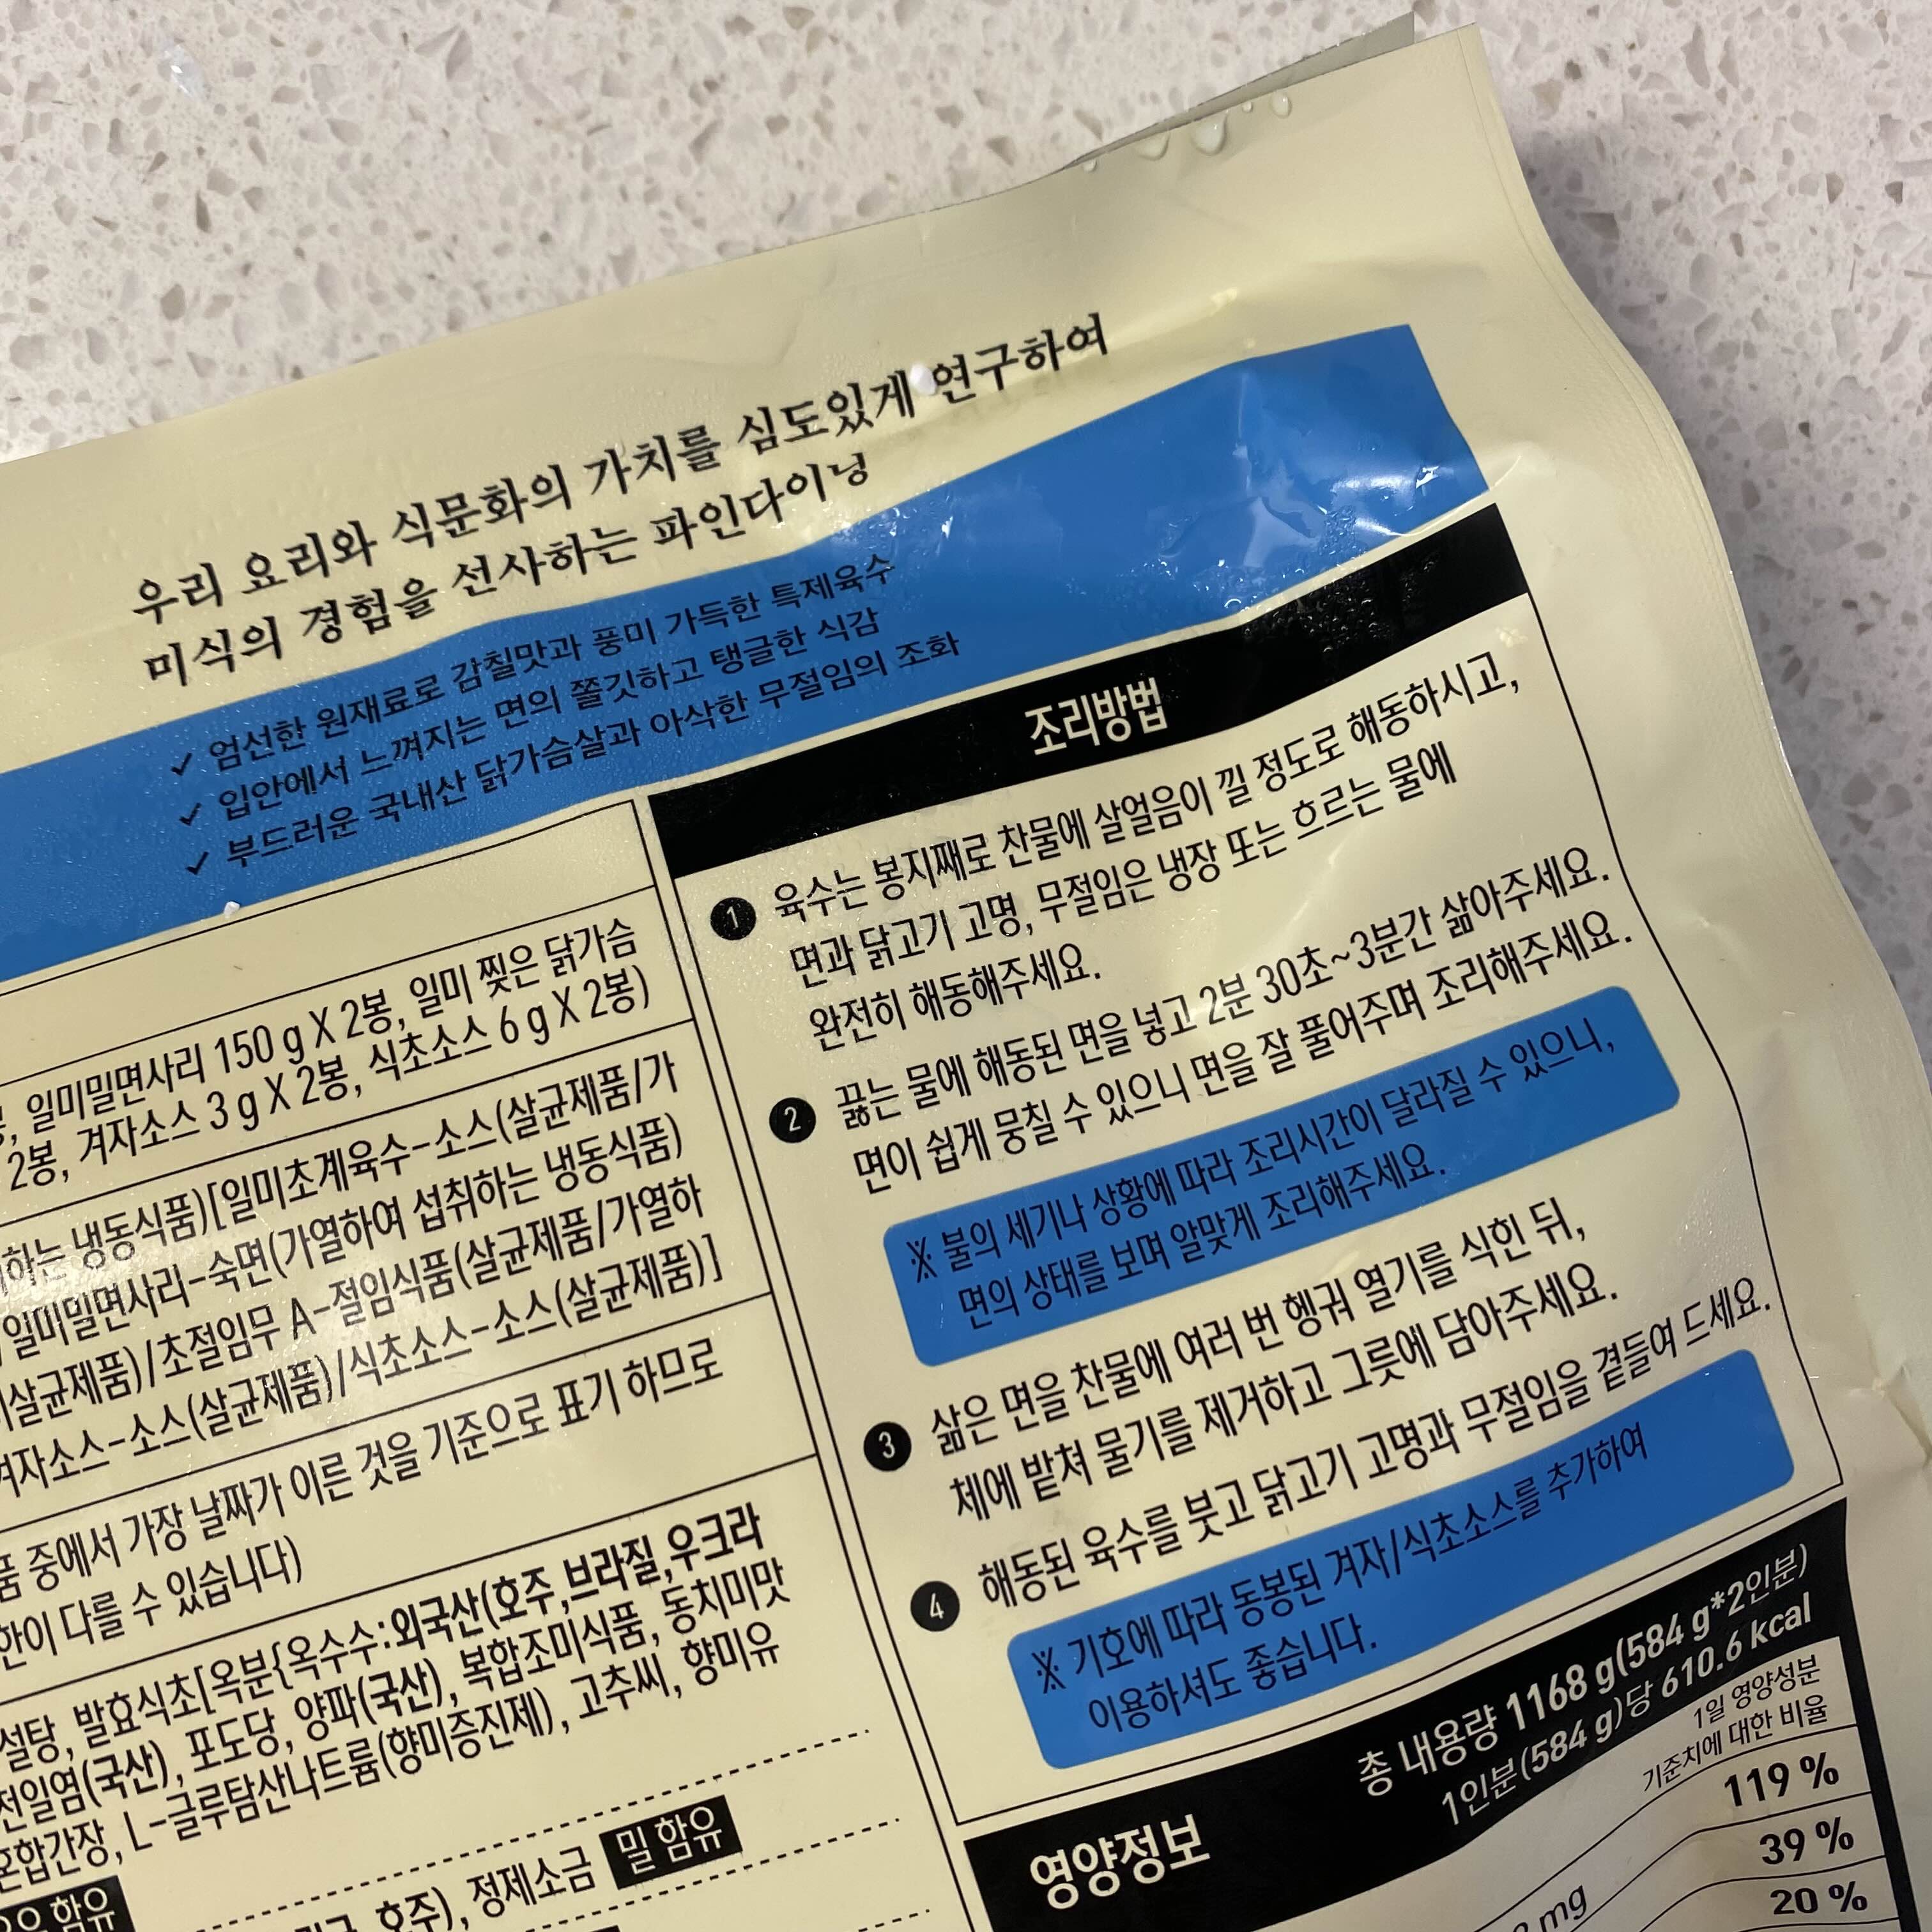 우리 요리와 식문화의 가치를 심도있게 연구하여
미식의 경험을 선사하는 파인다이닝
✓ 엄선한 원재료로 감칠맛과 풍미 가득한 특제육수
✓ 입안에서 느껴지는 면의 쫄깃하고 탱글한 식감
✓ 부드러운 국내산 닭가슴살과 아삭한 무절임의 조화
일미밀면사리 150 g X 2봉, 일미 찢은 닭가슴
2봉, 겨자소스 3 g X 2봉, 식초소스 6 g X 2봉)
하는 냉동식품)[일미초계육수-소스(살균제품/가
일미밀면사리-숙면(가열하여 섭취하는 냉동식품)
살균제품)/초절임무 A-절임식품(살균제품/가열하
겨자소스-소스(살균제품)/식초소스-소스(살균제품)]
중에서 가장 날짜가 이른 것을 기준으로 표기 하므로
한이 다를 수 있습니다)
설탕, 발효식초[옥분{옥수수:외국산(호주,브라질,우크라
천일염(국산), 포도당, 양파(국산), 복합조미식품, 동치미맛
혼합간장, L-글루탐산나트륨(향미증진제), 고추씨, 향미유
함유
호주), 정제소금 밀 함유
조리방법
1 육수는 봉지째로 찬물에 살얼음이 낄 정도로 해동하시고,
면과 닭고기 고명, 무절임은 냉장 또는 흐르는 물에
완전히 해동해주세요.
2 끓는 물에 해동된 면을 넣고 2분 30초~3분간 삶아주세요.
면이 쉽게 뭉칠 수 있으니 면을 잘 풀어주며 조리해주세요.
※ 불의 세기나 상황에 따라 조리시간이 달라질 수 있으니,
면의 상태를 보며 알맞게 조리해주세요.
3 삶은 면을 찬물에 여러 번 헹궈 열기를 식힌 뒤,
체에 밭쳐 물기를 제거하고 그릇에 담아주세요.
4 해동된 육수를 붓고 닭고기 고명과 무절임을 곁들여 드세요.
※ 기호에 따라 동봉된 겨자/식초소스를 추가하여
이용하셔도 좋습니다.
영양정보
총 내용량 1168 g(584 g*2인분)
1인분(584 g)당 610.6 kcal
1일 영양성분
기준치에 대한 비율
119 %
39 %
mg
20 %